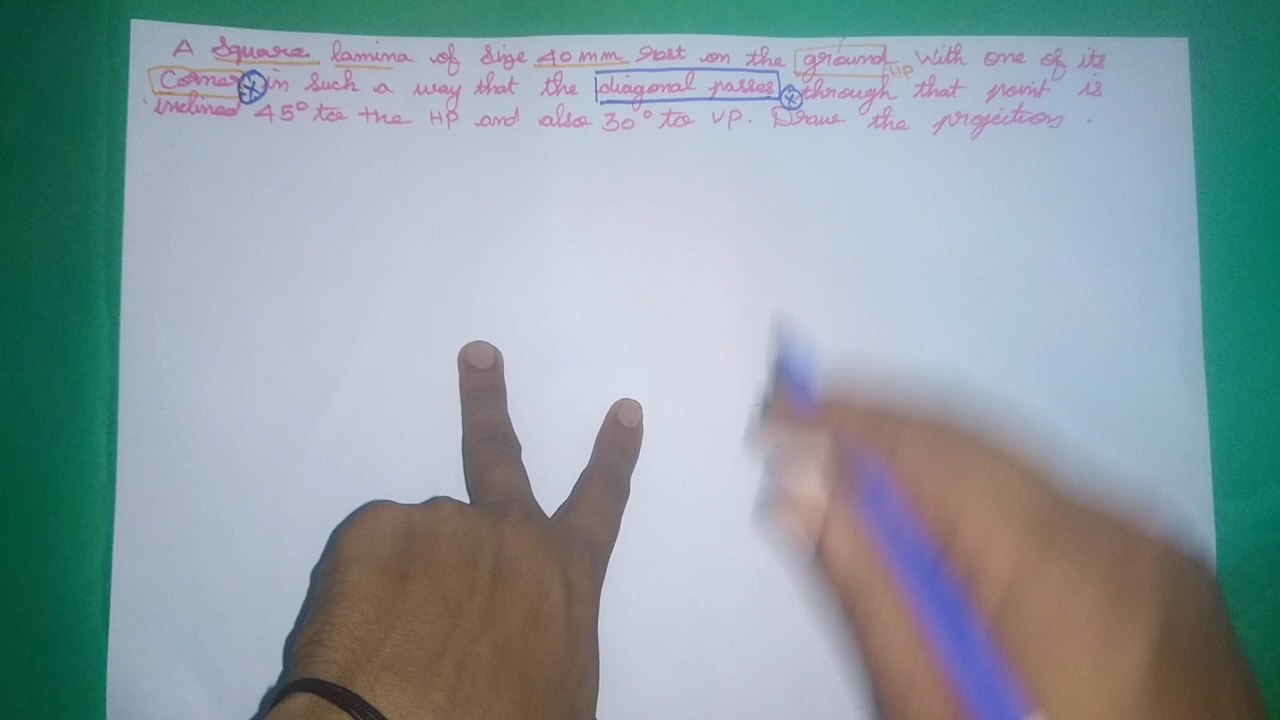 A Square lamina of size 40 mm rest on the ground HP with one of its
Corner in such a way that the diagonal passes through that point is
inclined 45° to the HP and also 30° to VP. Draw the projection.